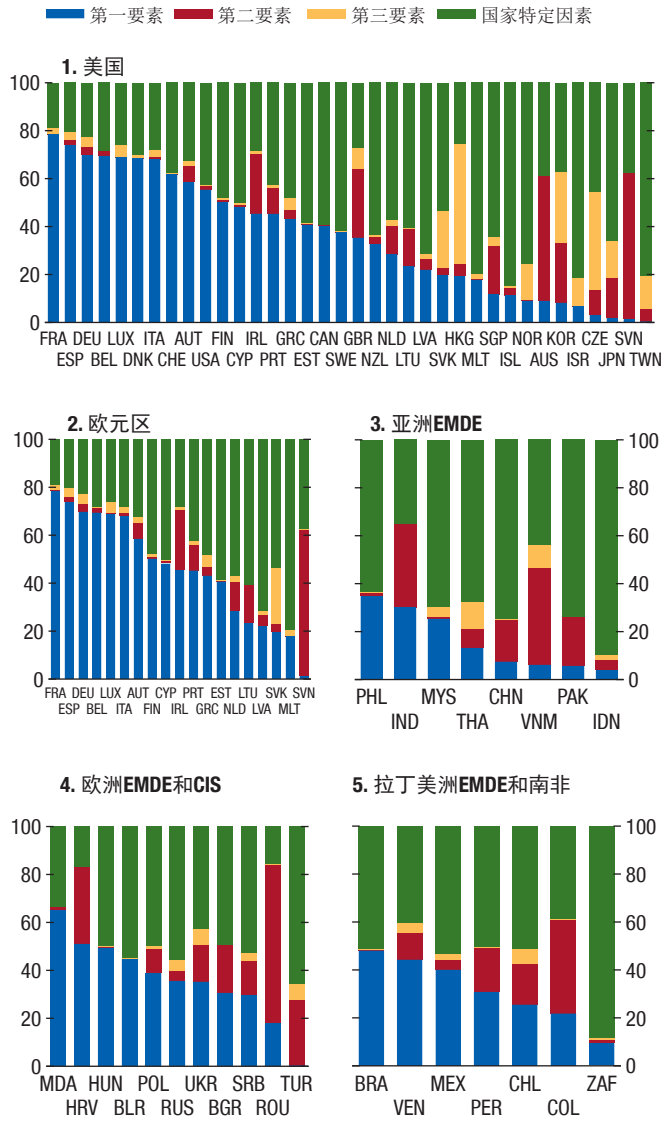 第一要素 第二要素 第三要素 国家特定因素
1. 美国
100
80
60
40
20
0
FRA DEU LUX ITA AUT FIN IRL GRC CAN GBR NLD LVA HKG SGP NOR KOR CZE SVN
ESP BEL DNK CHE USA CYP PRT EST SWE NZL LTU SVK MLT ISL AUS ISR JPN TWN
2. 欧元区
100
80
60
40
20
0
FRA DEU LUX AUT CYP PRT EST LTU SVK SVN
ESP BEL ITA FIN IRL GRC NLD LVA MLT
3. 亚洲EMDE
100
80
60
40
20
0
PHL MYS CHN PAK
IND THA VNM IDN
4. 欧洲EMDE和CIS
100
80
60
40
20
0
MDA HUN POL UKR SRB TUR
HRV BLR RUS BGR ROU
5. 拉丁美洲EMDE和南非
100
80
60
40
20
0
BRA MEX CHL ZAF
VEN PER COL